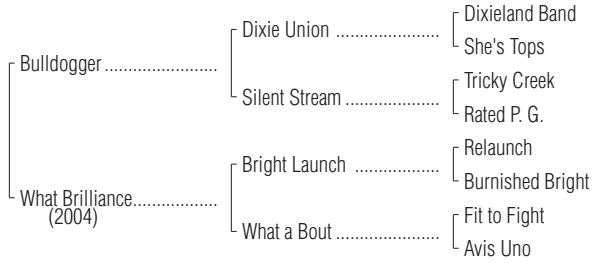 Dixieland Band
Dixie Union ..................
She's Tops
Bulldogger ....................
Tricky Creek
Silent Stream ................
Rated P. G.
Relaunch
Bright Launch ...............
Burnished Bright
What Brilliance................
(2004)
Fit to Fight
What a Bout ..................
Avis Uno